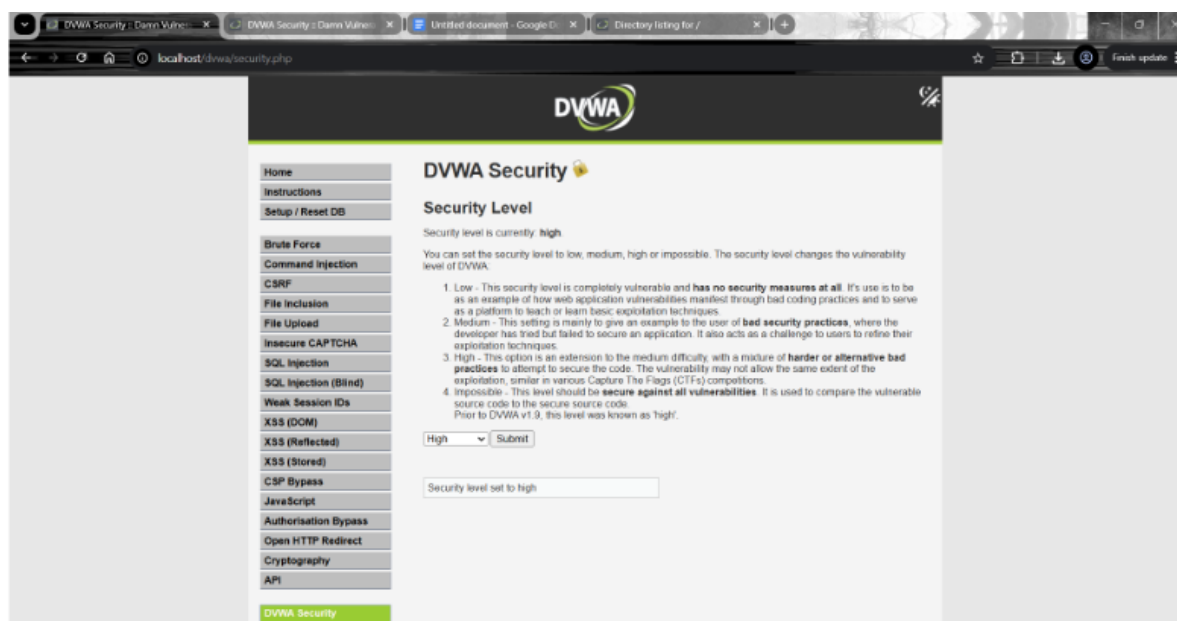 DVWA Security :: Damn Vulner
DVWA Security :: Damn Vulner
Untitled document - Google D
Directory listing for /
localhost/dvwa/security.php
Finish update
DVWA
Home
Instructions
Setup / Reset DB
Brute Force
Command Injection
CSRF
File Inclusion
File Upload
Insecure CAPTCHA
SQL Injection
SQL Injection (Blind)
Weak Session IDs
XSS (DOM)
XSS (Reflected)
XSS (Stored)
CSP Bypass
JavaScript
Authorisation Bypass
Open HTTP Redirect
Cryptography
API
DVWA Security
DVWA Security
Security Level
Security level is currently: high.
You can set the security level to low, medium, high or impossible. The security level changes the vulnerability
level of DVWA:
1. Low - This security level is completely vulnerable and has no security measures at all. It's use is to be
as an example of how web application vulnerabilities manifest through bad coding practices and to serve
as a platform to teach or learn basic exploitation techniques.
2. Medium - This setting is mainly to give an example to the user of bad security practices, where the
developer has tried but failed to secure an application. It also acts as a challenge to users to refine their
exploitation techniques.
3. High - This option is an extension to the medium difficulty, with a mixture of harder or alternative bad
practices to attempt to secure the code. The vulnerability may not allow the same extent of the
exploitation, similar in various Capture The Flags (CTFs) competitions.
4. Impossible - This level should be secure against all vulnerabilities. It is used to compare the vulnerable
source code to the secure source code.
Prior to DVWA v1.9, this level was known as 'high'.
High
Submit
Security level set to high